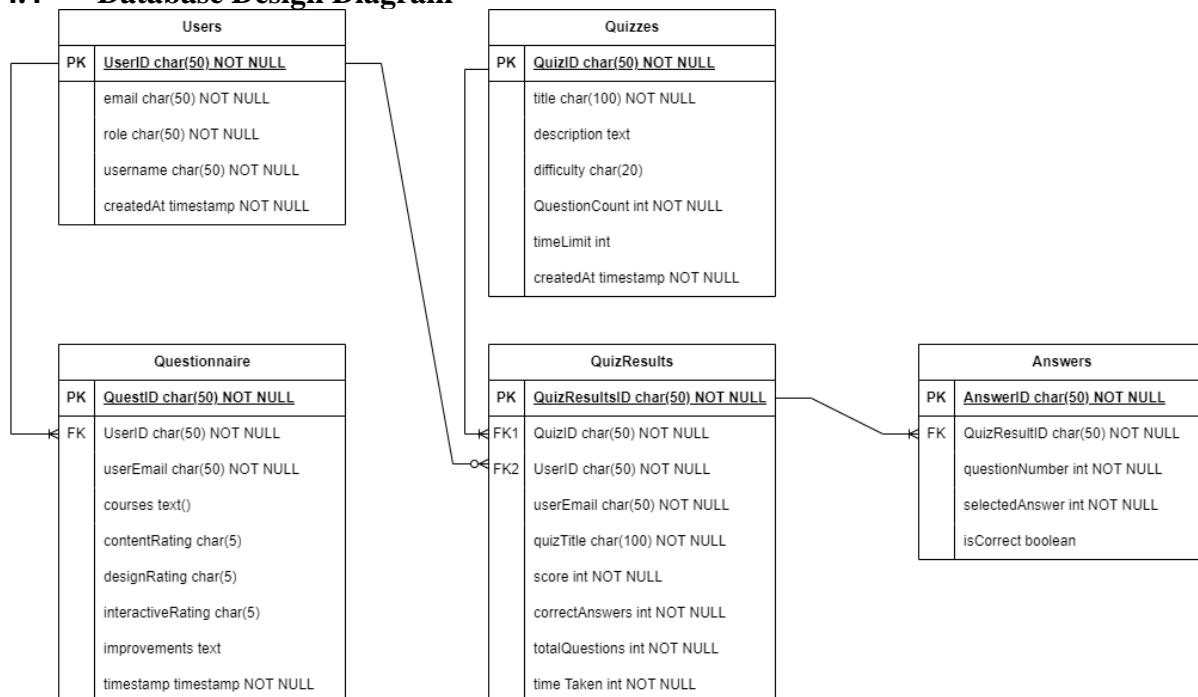 Database Design Diagram
Users
PK UserID char(50) NOT NULL
email char(50) NOT NULL
role char(50) NOT NULL
username char(50) NOT NULL
createdAt timestamp NOT NULL
Quizzes
PK QuizID char(50) NOT NULL
title char(100) NOT NULL
description text
difficulty char(20)
QuestionCount int NOT NULL
timeLimit int
createdAt timestamp NOT NULL
Questionnaire
PK QuestID char(50) NOT NULL
FK UserID char(50) NOT NULL
userEmail char(50) NOT NULL
courses text()
contentRating char(5)
designRating char(5)
interactiveRating char(5)
improvements text
timestamp timestamp NOT NULL
QuizResults
PK QuizResultsID char(50) NOT NULL
FK1 QuizID char(50) NOT NULL
FK2 UserID char(50) NOT NULL
userEmail char(50) NOT NULL
quizTitle char(100) NOT NULL
score int NOT NULL
correctAnswers int NOT NULL
totalQuestions int NOT NULL
time Taken int NOT NULL
Answers
PK AnswerID char(50) NOT NULL
FK QuizResultID char(50) NOT NULL
questionNumber int NOT NULL
selectedAnswer int NOT NULL
isCorrect boolean